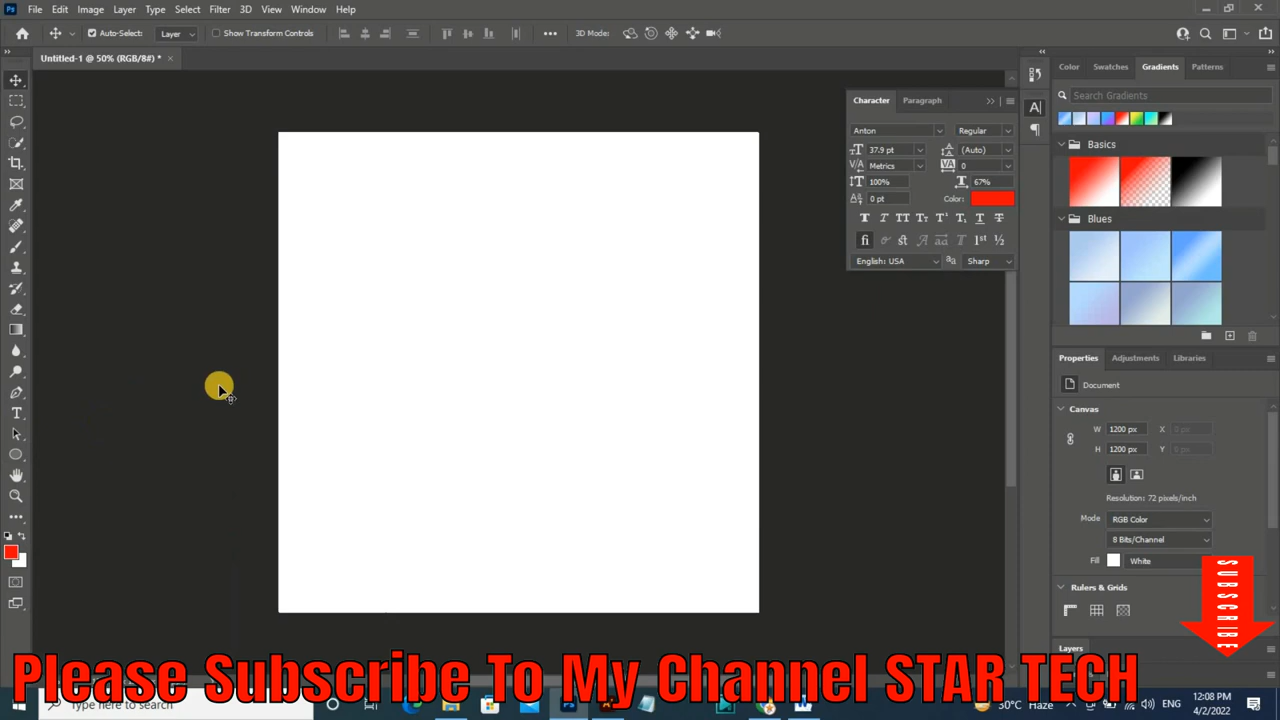 Ps File Edit Image Layer Type Select Filter 3D View Window Help
Auto-Select: Layer Show Transform Controls 3D Mode:
Untitled-1 @ 50% (RGB/8#) *
Color Swatches Gradients Patterns
Search Gradients
Basics
Blues
Character Paragraph
Anton Regular
37.9 pt (Auto)
Metrics 0
100% 67%
0 pt Color:
English: USA Sharp
Properties Adjustments Libraries
Document
Canvas
W 1200 px X 0 px
H 1200 px Y 0 px
Resolution: 72 pixels/inch
Mode RGB Color
8 Bits/Channel
Fill White
Rulers & Grids
Layers
SUBSCRIBE
Please Subscribe To My Channel STAR TECH
Type here to search
30°C Haze ENG
12:08 PM
4/2/2022